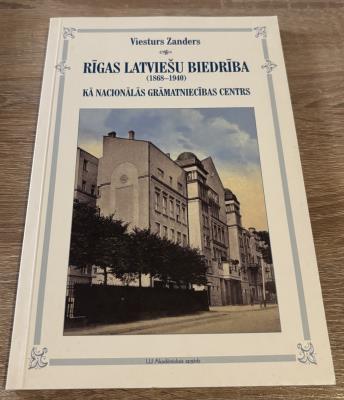 Viesturs Zanders
RĪGAS LATVIEŠU BIEDRĪBA
(1868–1940)
KĀ NACIONĀLĀS GRĀMATNIECĪBAS CENTRS
LU Akadēmiskais apgāds